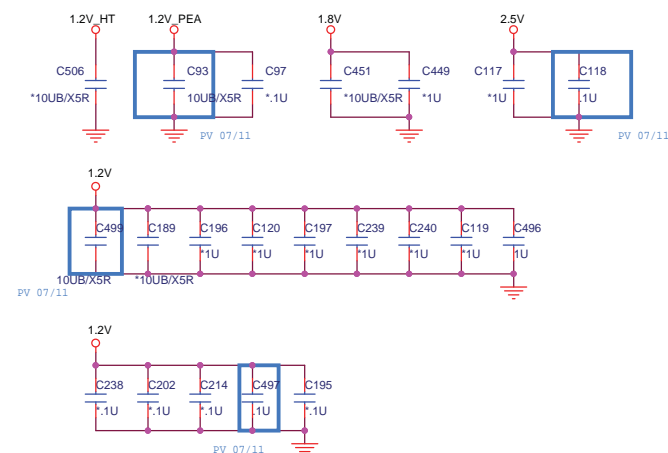 1.2V_HT 1.2V_PEA 1.8V 2.5V
C506 C93 C97 C451 C449 C117 C118
*10UB/X5R 10UB/X5R *.1U *10UB/X5R *1U *1U .1U
PV 07/11 PV 07/11
1.2V
C499 C189 C196 C120 C197 C239 C240 C119 C496
*1U *1U *1U *1U *1U *1U 1U
10UB/X5R *10UB/X5R
PV 07/11
1.2V
C238 C202 C214 C497 C195
*.1U *.1U *.1U .1U *.1U
PV 07/11